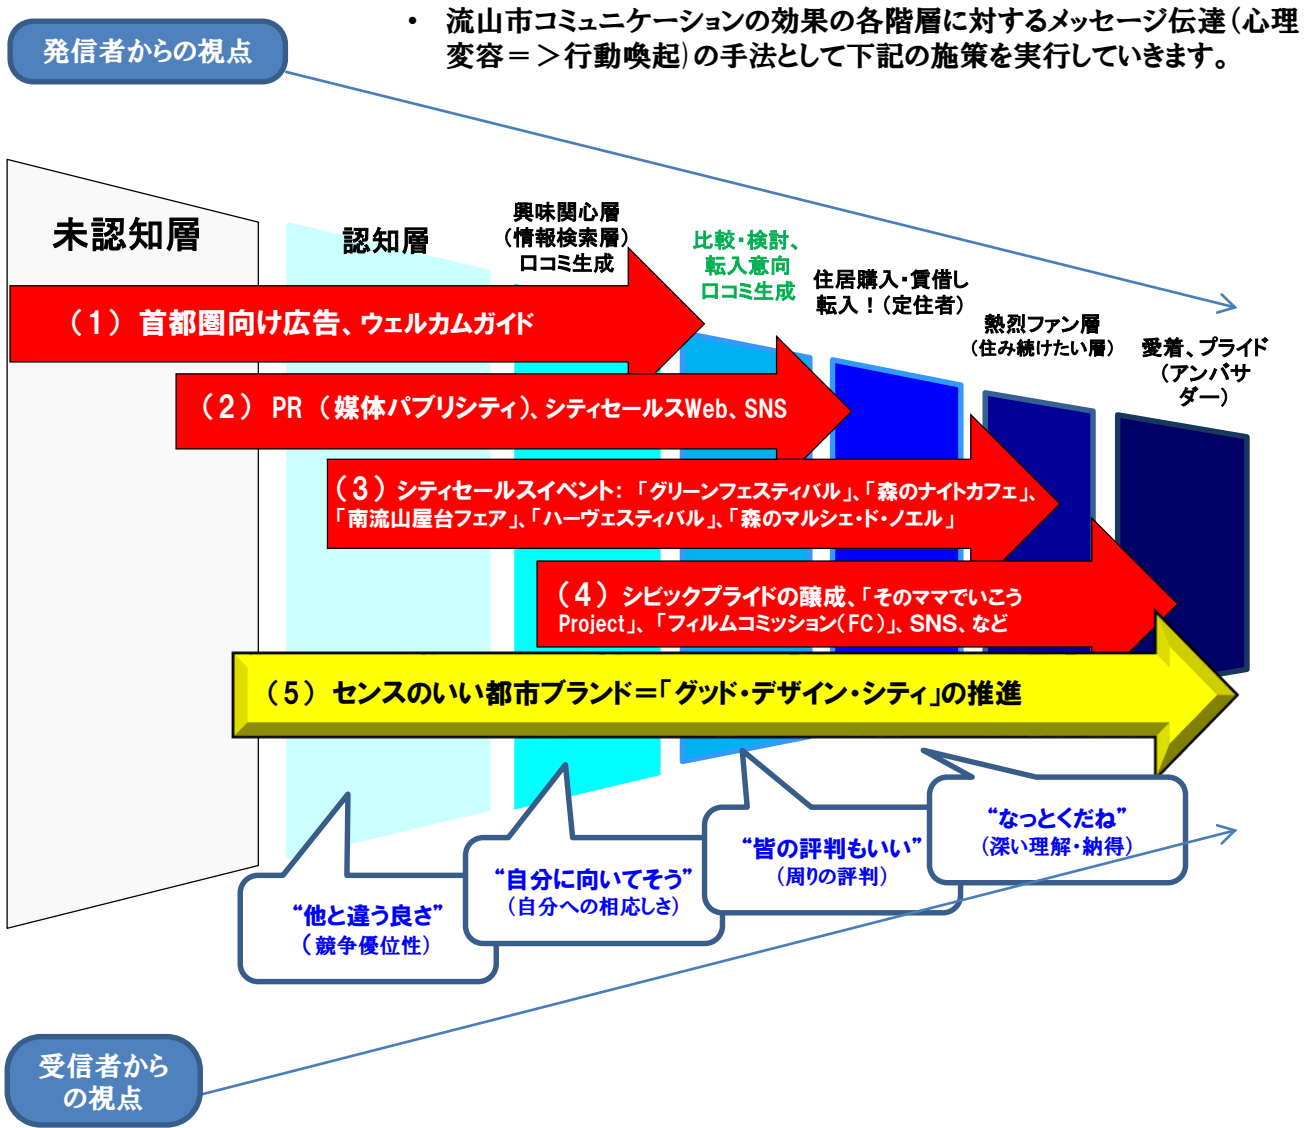 発信者からの視点
• 流山市コミュニケーションの効果の各階層に対するメッセージ伝達（心理
変容＝＞行動喚起)の手法として下記の施策を実行していきます。
未認知層
認知層
興味関心層
（情報検索層）
口コミ生成
比較・検討、
転入意向
口コミ生成
住居購入・賃借し
転入！（定住者）
熱烈ファン層
（住み続けたい層）
愛着、プライド
（アンバサ
ダー）
（１）首都圏向け広告、ウェルカムガイド
（２）PR（媒体パブリシティ）、シティセールスWeb、SNS
（３）シティセールスイベント：「グリーンフェスティバル」、「森のナイトカフェ」、
「南流山屋台フェア」、「ハーヴェスティバル」、「森のマルシェ・ド・ノエル」
（４）シビックプライドの醸成、「そのママでいこう
Project」、「フィルムコミッション（FC）」、SNS、など
（５）センスのいい都市ブランド＝「グッド・デザイン・シティ」の推進
“他と違う良さ”
（競争優位性）
“自分に向いてそう”
（自分への相応しさ）
“皆の評判もいい”
（周りの評判）
“なっとくだね”
（深い理解・納得）
受信者から
の視点